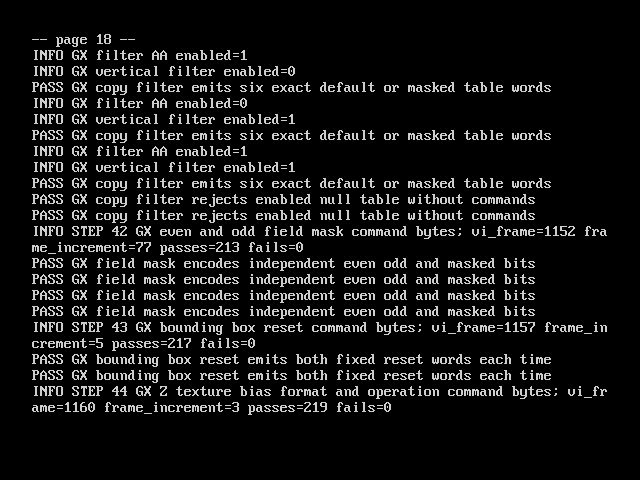 -- page 18 --
INFO GX filter AA enabled=1
INFO GX vertical filter enabled=0
PASS GX copy filter emits six exact default or masked table words
INFO GX filter AA enabled=0
INFO GX vertical filter enabled=1
PASS GX copy filter emits six exact default or masked table words
INFO GX filter AA enabled=1
INFO GX vertical filter enabled=1
PASS GX copy filter emits six exact default or masked table words
PASS GX copy filter rejects enabled null table without commands
PASS GX copy filter rejects enabled null table without commands
INFO STEP 42 GX even and odd field mask command bytes; vi_frame=1152 fra
me_increment=77 passes=213 fails=0
PASS GX field mask encodes independent even odd and masked bits
PASS GX field mask encodes independent even odd and masked bits
PASS GX field mask encodes independent even odd and masked bits
PASS GX field mask encodes independent even odd and masked bits
INFO STEP 43 GX bounding box reset command bytes; vi_frame=1157 frame_in
crement=5 passes=217 fails=0
PASS GX bounding box reset emits both fixed reset words each time
PASS GX bounding box reset emits both fixed reset words each time
INFO STEP 44 GX Z texture bias format and operation command bytes; vi_fr
ame=1160 frame_increment=3 passes=219 fails=0